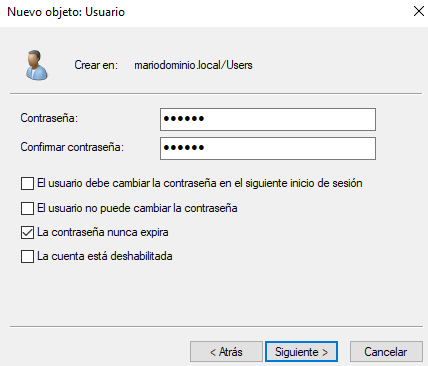 Nuevo objeto: Usuario
Crear en: mariodominio.local/Users
Contraseña: ●●●●●●
Confirmar contraseña: ●●●●●●
El usuario debe cambiar la contraseña en el siguiente inicio de sesión
El usuario no puede cambiar la contraseña
La contraseña nunca expira
La cuenta está deshabilitada
< Atrás Siguiente > Cancelar